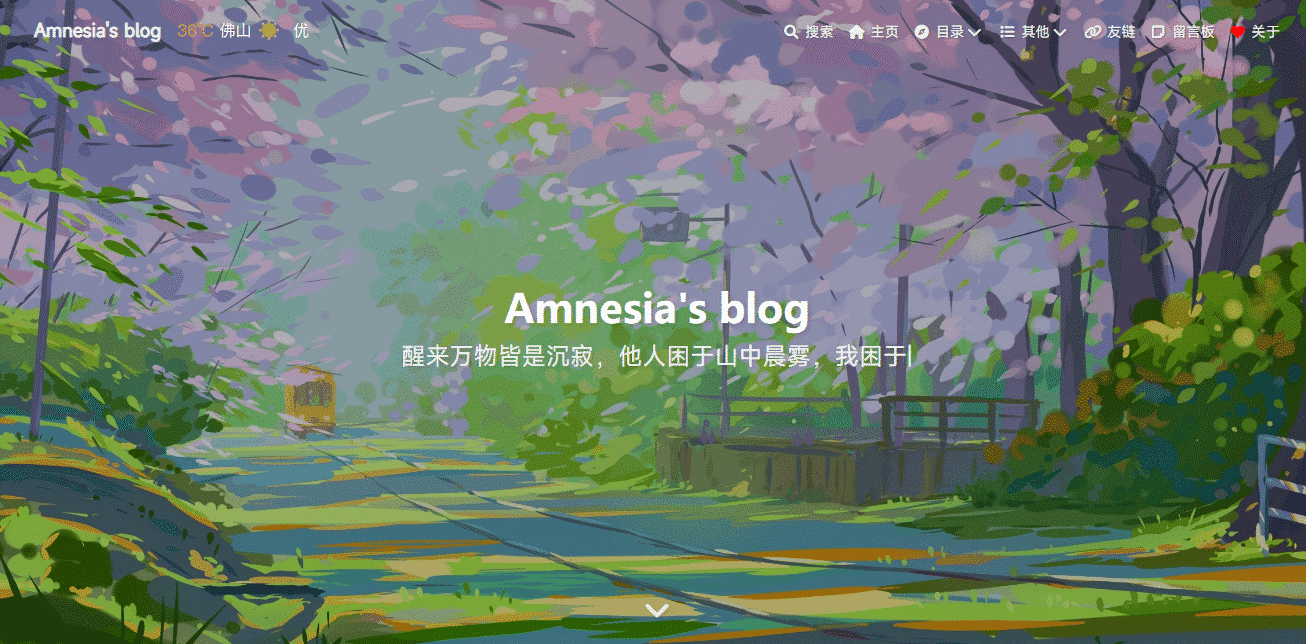 Amnesia's blog 36℃ 佛山 优 搜索 主页 目录 其他 友链 留言板 关于
Amnesia's blog
醒来万物皆是沉寂，他人困于山中晨雾，我困于|